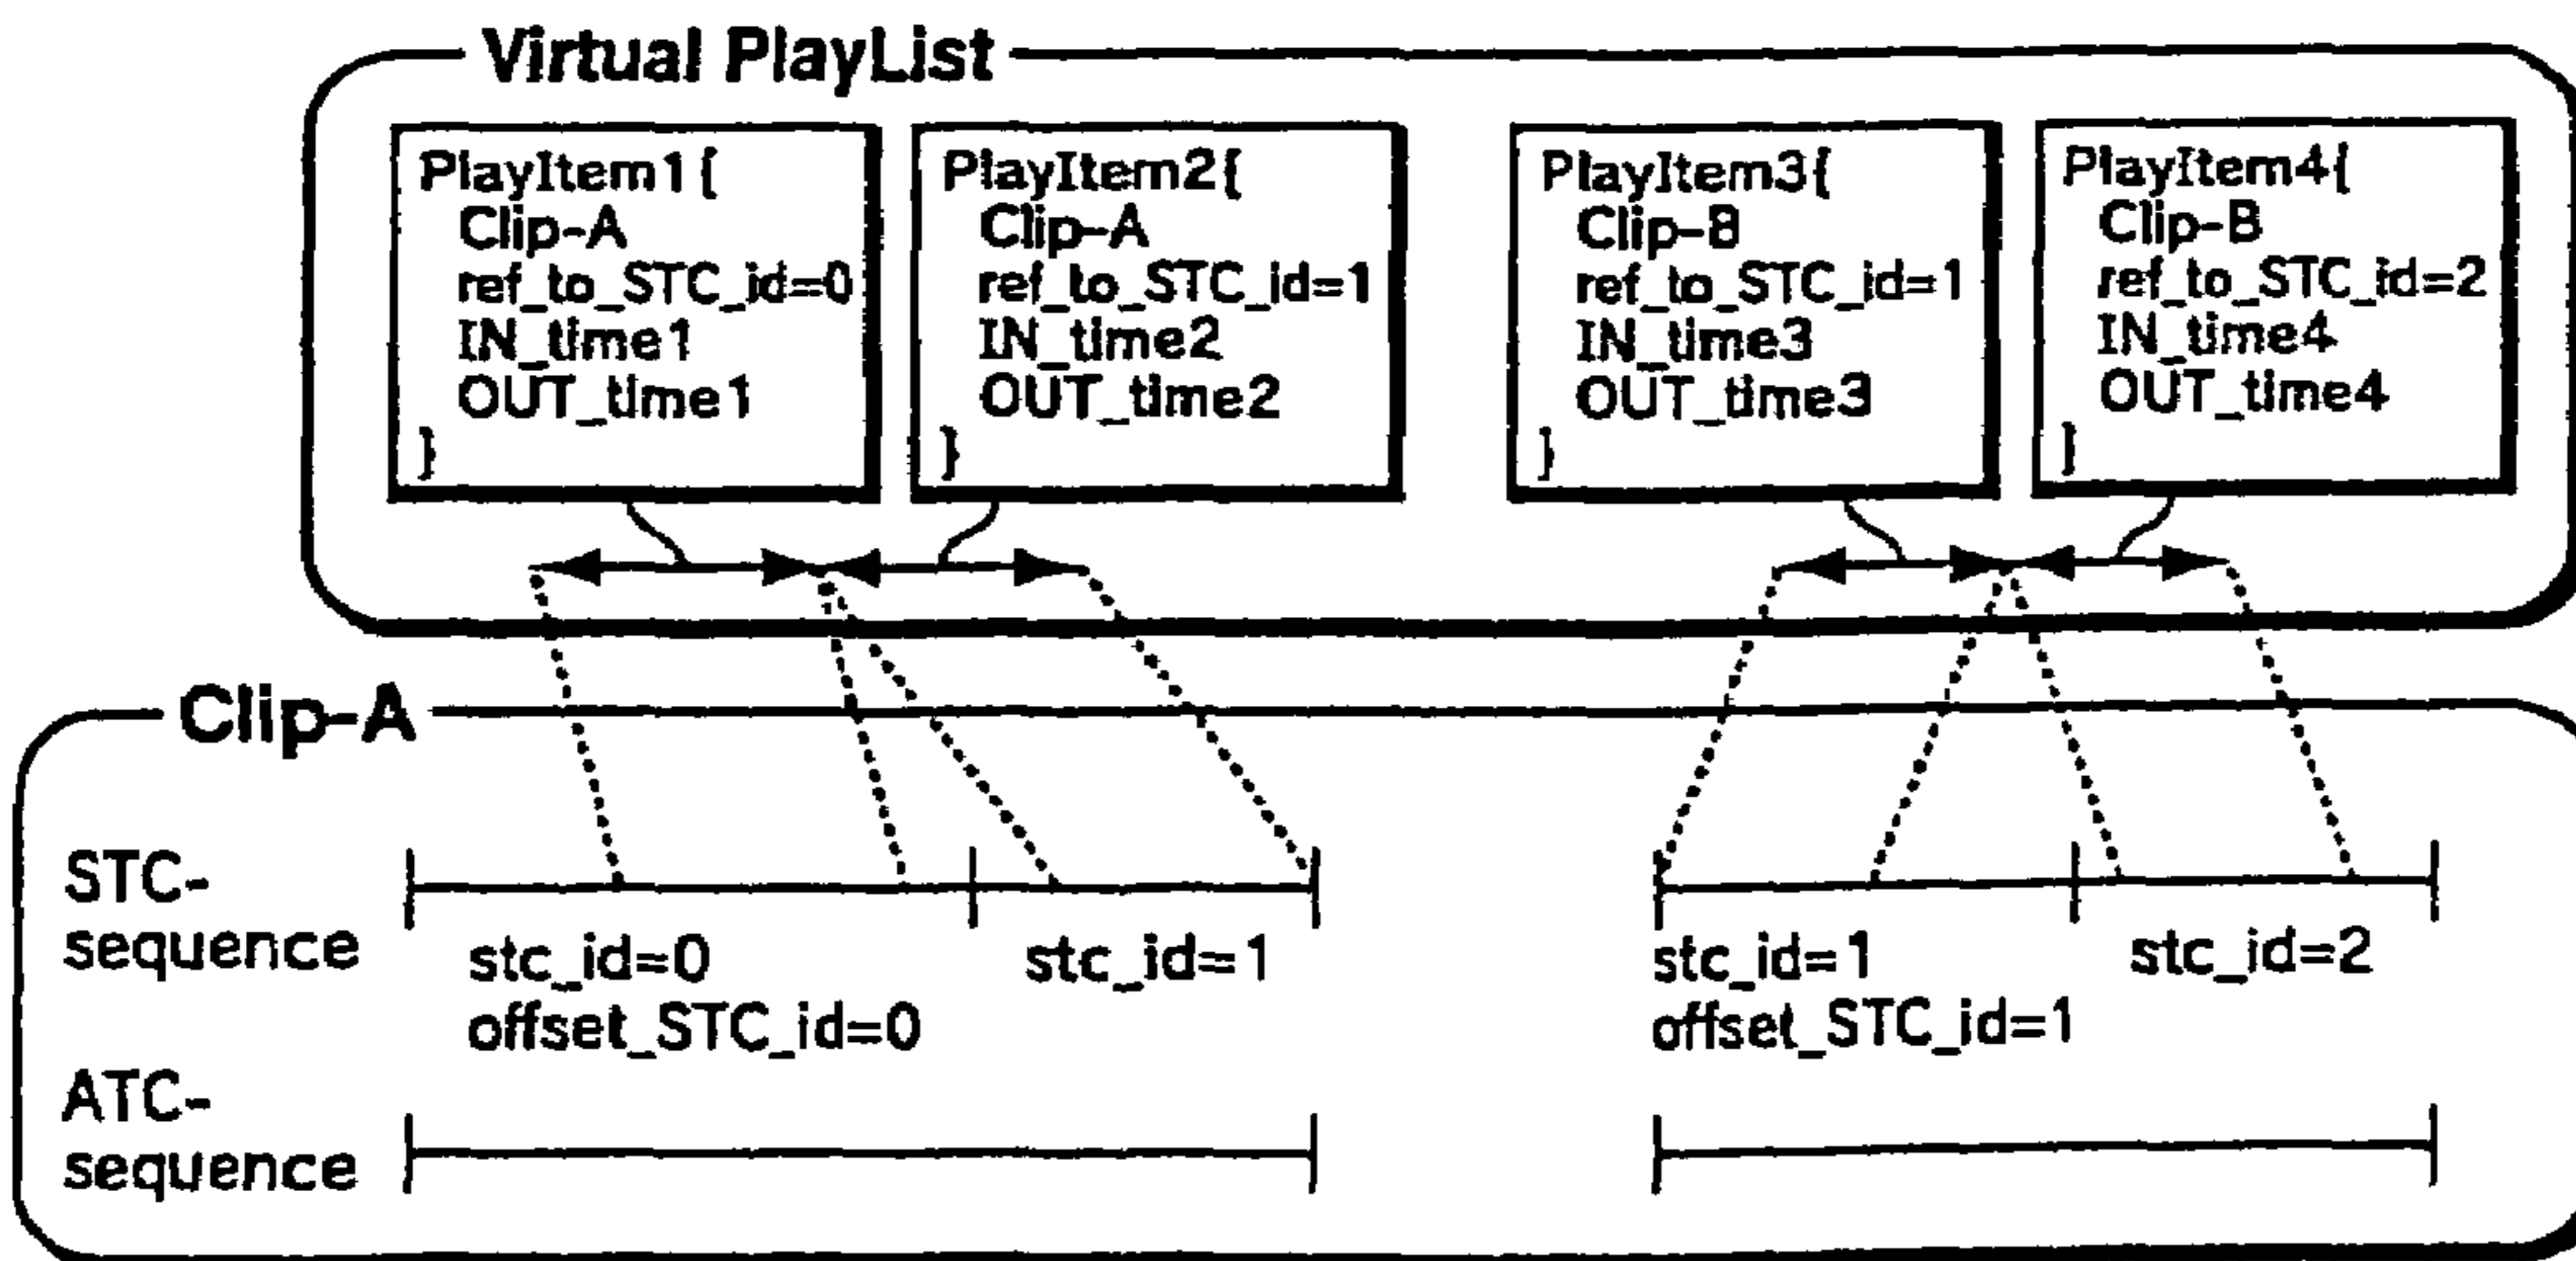 Virtual PlayList
PlayItem1{
Clip-A
ref_to_STC_id=0
IN_time1
OUT_time1
}
PlayItem2{
Clip-A
ref_to_STC_id=1
IN_time2
OUT_time2
}
PlayItem3{
Clip-B
ref_to_STC_id=1
IN_time3
OUT_time3
}
PlayItem4{
Clip-B
ref_to_STC_id=2
IN_time4
OUT_time4
}
Clip-A
STC-
sequence
stc_id=0
offset_STC_id=0
stc_id=1
stc_id=1
offset_STC_id=1
stc_id=2
ATC-
sequence